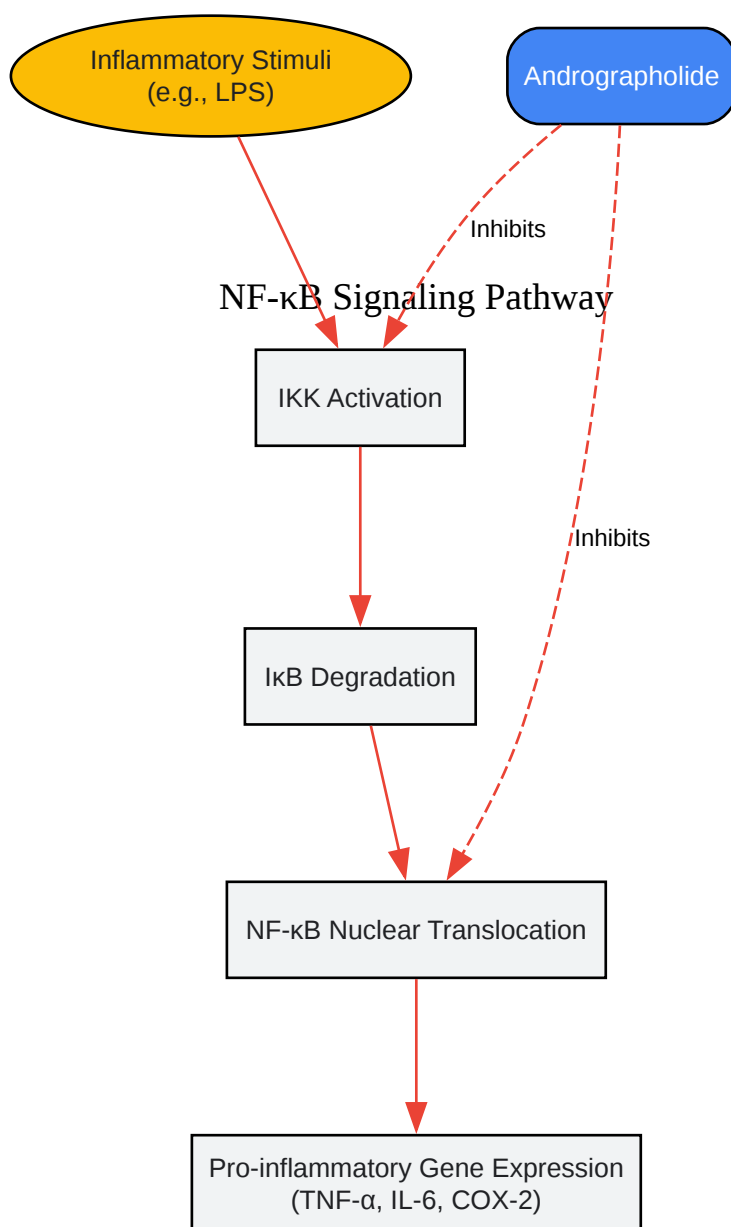 Inflammatory Stimuli
(e.g., LPS)
Andrographolide
Inhibits
NF-κB Signaling Pathway
IKK Activation
Inhibits
IκB Degradation
NF-κB Nuclear Translocation
Pro-inflammatory Gene Expression
(TNF-α, IL-6, COX-2)